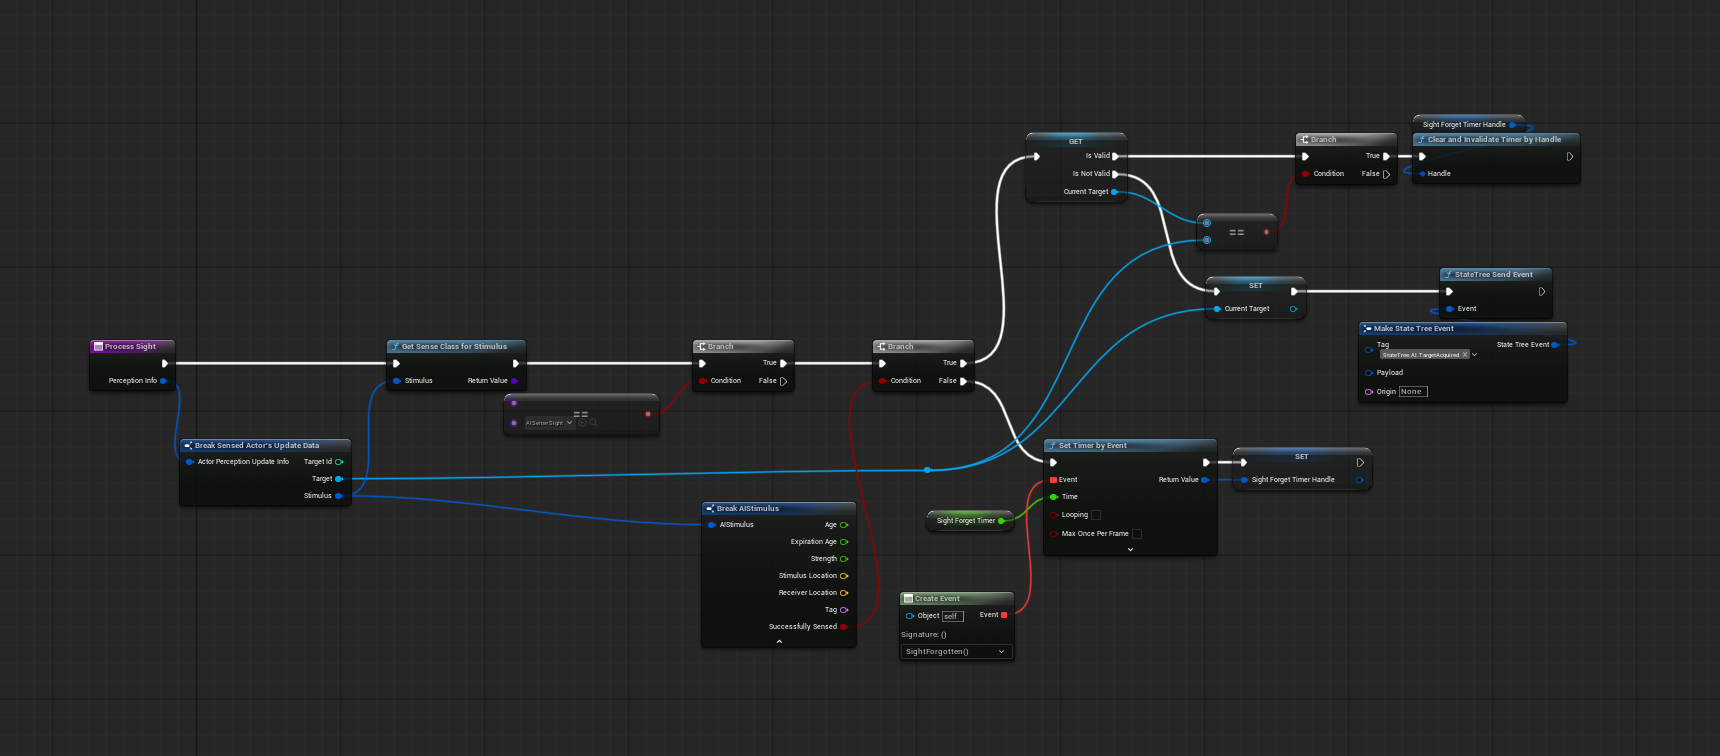 Process Sight
Perception Info
Break Sensed Actor's Update Data
Actor Perception Update Info
Target Id
Target
Stimulus
Get Sense Class for Stimulus
Stimulus
Return Value
==
AISenseSight
Branch
True
Condition
False
Branch
True
Condition
False
Break AIStimulus
AIStimulus
Age
Expiration Age
Strength
Stimulus Location
Receiver Location
Tag
Successfully Sensed
GET
Is Valid
Is Not Valid
Current Target
==
Branch
True
Condition
False
Sight Forget Timer Handle
Clear and Invalidate Timer by Handle
Handle
SET
Current Target
StateTree Send Event
Event
Make State Tree Event
Tag
State Tree Event
StateTree.AI.TargetAcquired
Payload
Origin
None
Set Timer by Event
Event
Return Value
Time
Looping
Max Once Per Frame
SET
Sight Forget Timer Handle
Sight Forget Timer
Create Event
Object
self
Event
Signature: ()
SightForgotten()